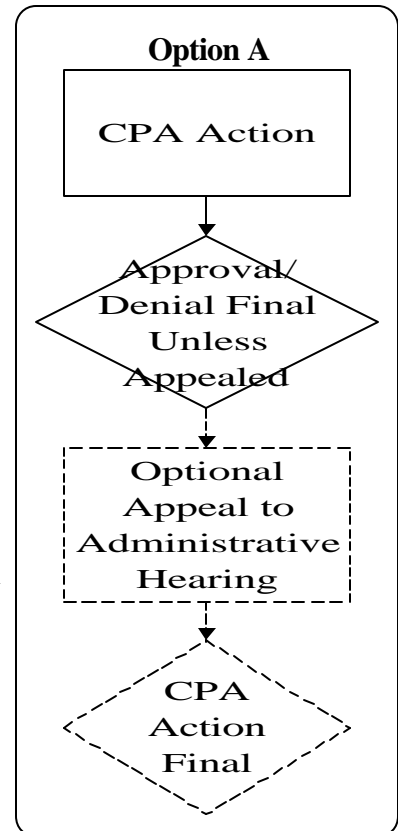 Option A
CPA Action
Approval/
Denial Final
Unless
Appealed
Optional
Appeal to
Administrative
Hearing
CPA
Action
Final